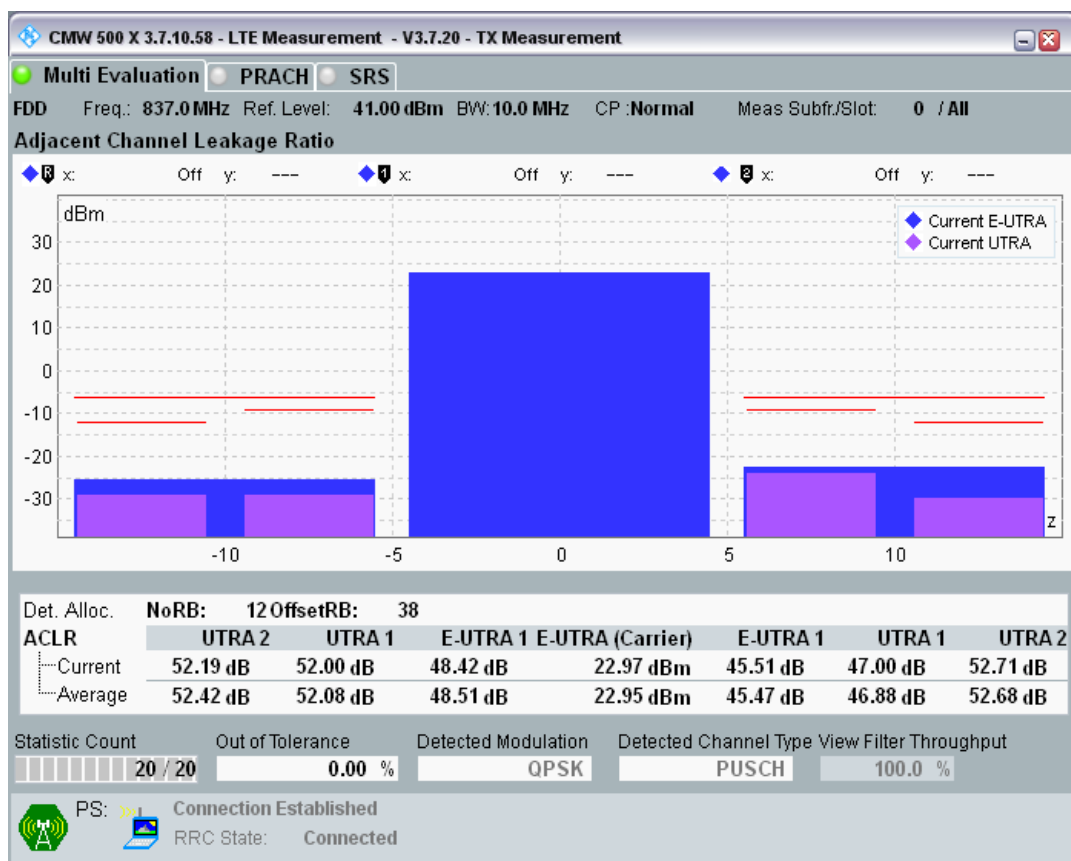 CMW 500 X 3.7.10.58 - LTE Measurement - V3.7.20 - TX Measurement
Multi Evaluation PRACH SRS
FDD Freq.: 837.0 MHz Ref. Level: 41.00 dBm BW: 10.0 MHz CP :Normal Meas Subfr./Slot: 0 / All
Adjacent Channel Leakage Ratio
R x: Off y: --- 1 x: Off y: --- 2 x: Off y: ---
dBm
Current E-UTRA
Current UTRA
30
20
10
0
-10
-20
-30
z
-10 -5 0 5 10
Det. Alloc. NoRB: 12 OffsetRB: 38
ACLR UTRA 2 UTRA 1 E-UTRA 1 E-UTRA (Carrier) E-UTRA 1 UTRA 1 UTRA 2
Current 52.19 dB 52.00 dB 48.42 dB 22.97 dBm 45.51 dB 47.00 dB 52.71 dB
Average 52.42 dB 52.08 dB 48.51 dB 22.95 dBm 45.47 dB 46.88 dB 52.68 dB
Statistic Count Out of Tolerance Detected Modulation Detected Channel Type View Filter Throughput
20 / 20 0.00 % QPSK PUSCH 100.0 %
PS: Connection Established
RRC State: Connected